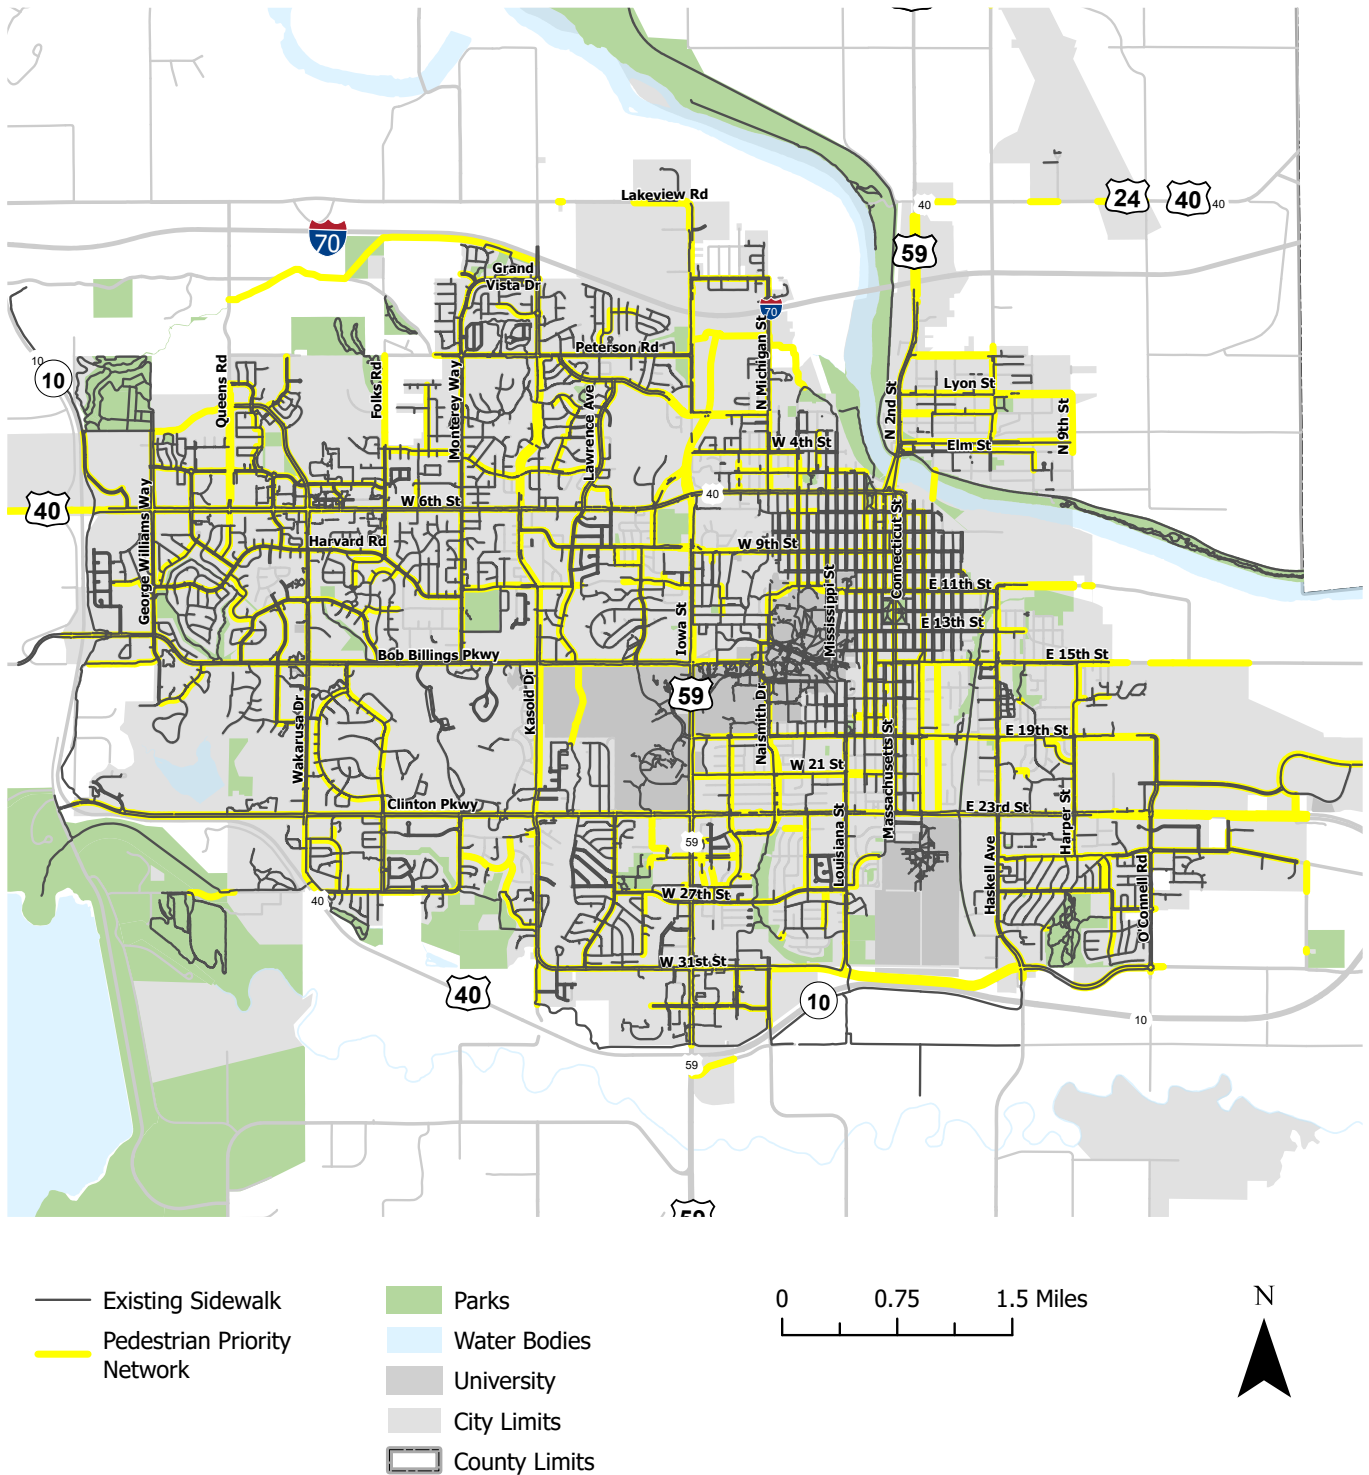 Lakeview Rd
24
40
40
40
70
59
Grand
Vista Dr
70
10
10
Peterson Rd
N Michigan St
Queens Rd
Folks Rd
Monterey Way
Lawrence Ave
Lyon St
N 2nd St
N 9th St
W 4th St
Elm St
40
W 6th St
40
Connecticut St
George Williams Way
Harvard Rd
W 9th St
E 11th St
Mississippi St
E 13th St
Iowa St
Bob Billings Pkwy
E 15th St
59
Kasold Dr
Naismith Dr
Wakarusa Dr
Massachusetts St
E 19th St
W 21 St
Clinton Pkwy
E 23rd St
Harper St
Louisiana St
59
Haskell Ave
O'Connell Rd
W 27th St
40
W 31st St
40
10
10
59
59
Existing Sidewalk
Pedestrian Priority
Network
Parks
Water Bodies
University
City Limits
County Limits
0 0.75 1.5 Miles
N